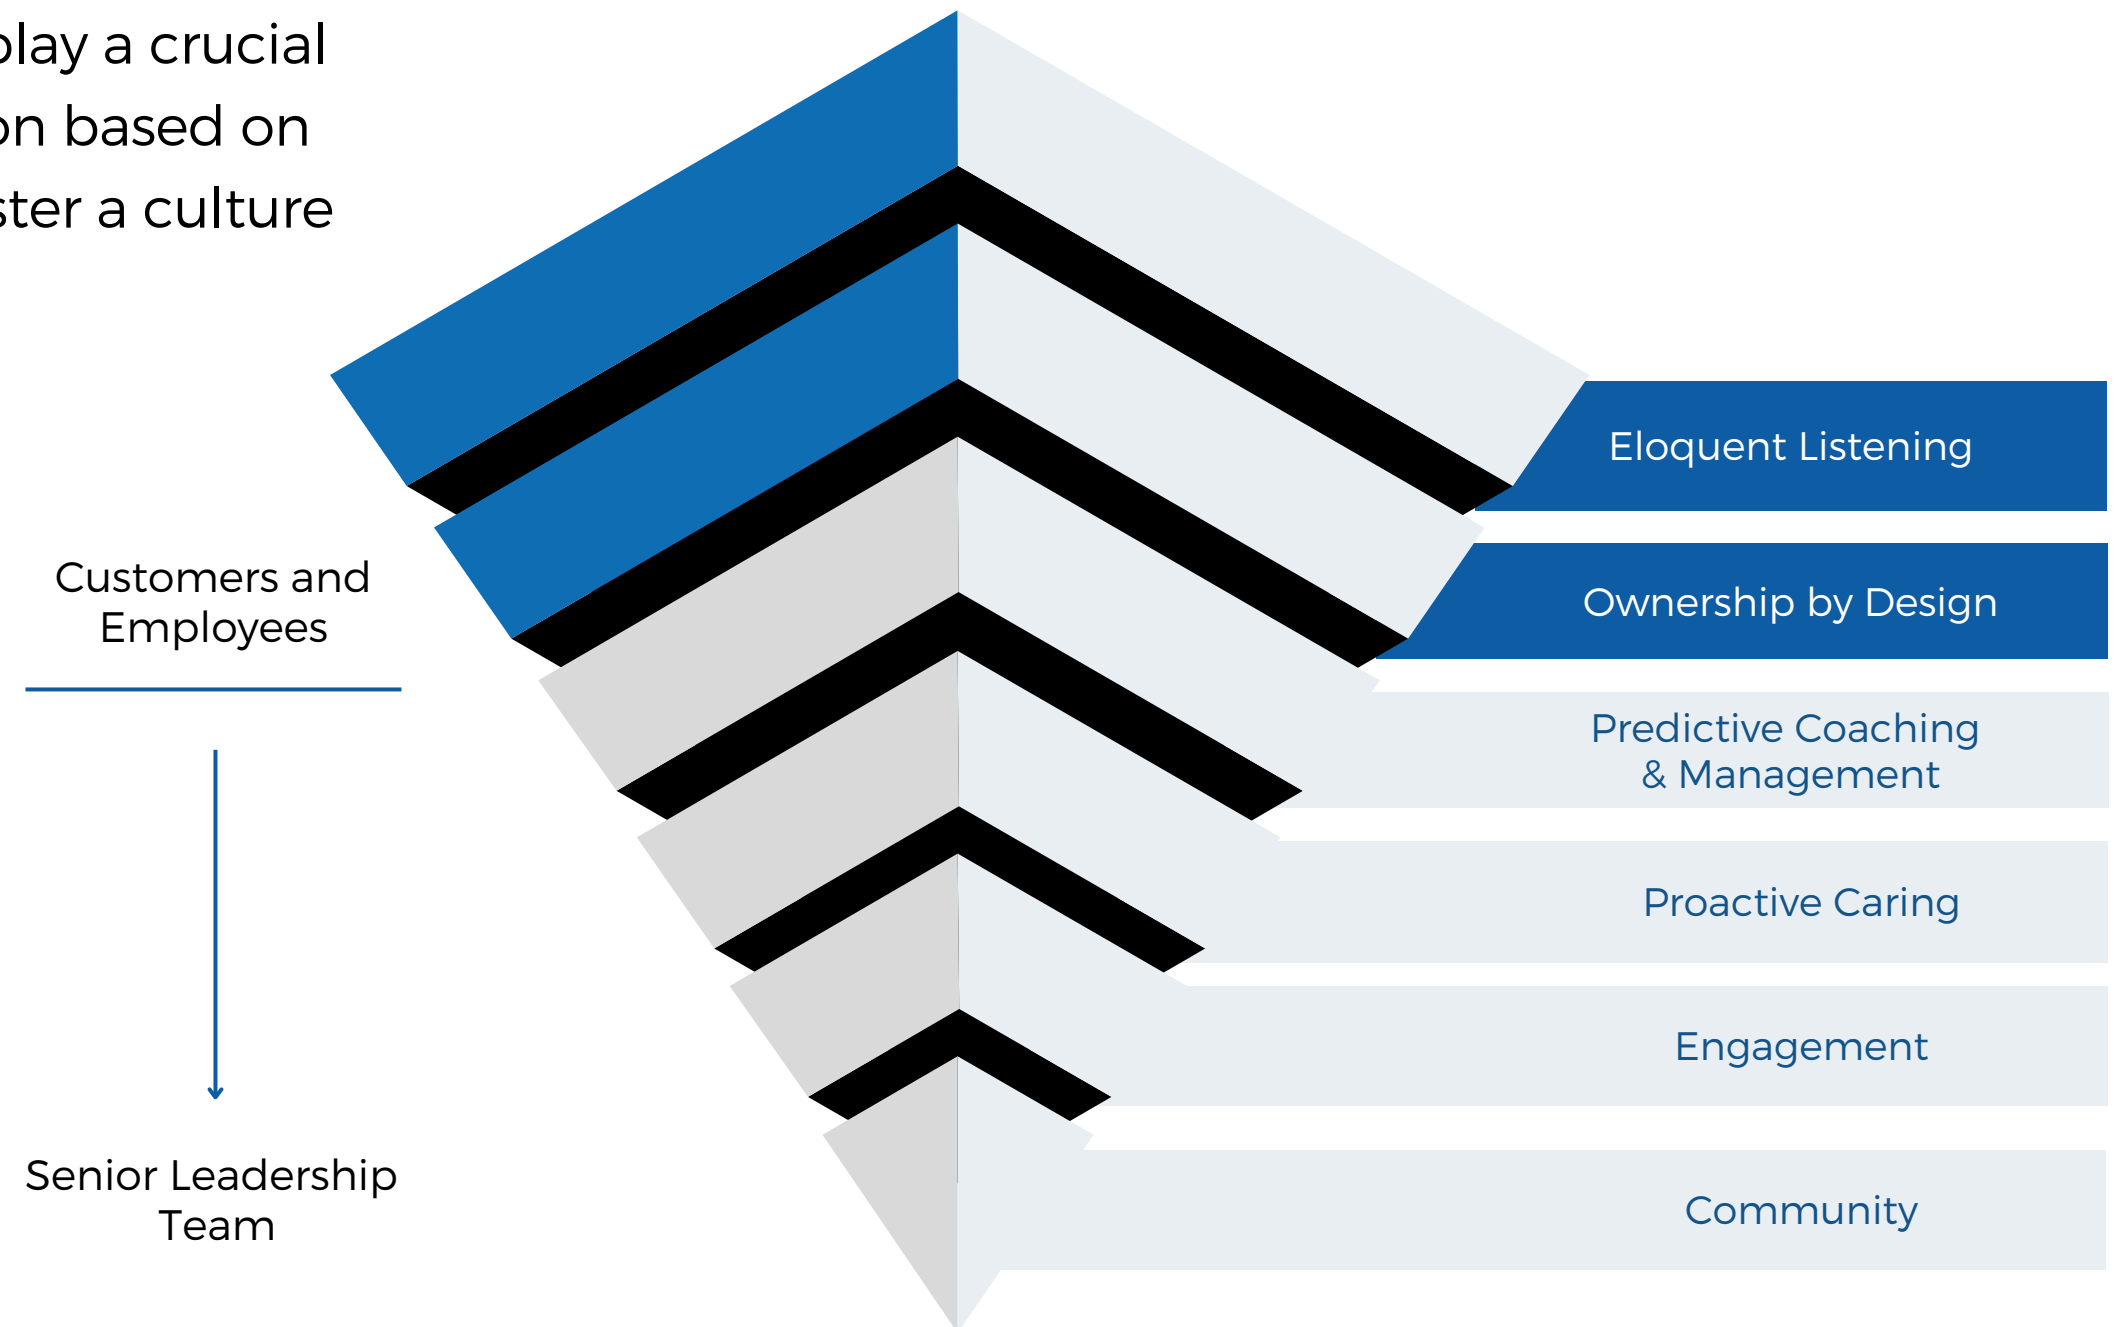 play a crucial
on based on
ster a culture
Eloquent Listening
Customers and
Employees
Ownership by Design
Predictive Coaching
& Management
Proactive Caring
Engagement
Senior Leadership
Team
Community